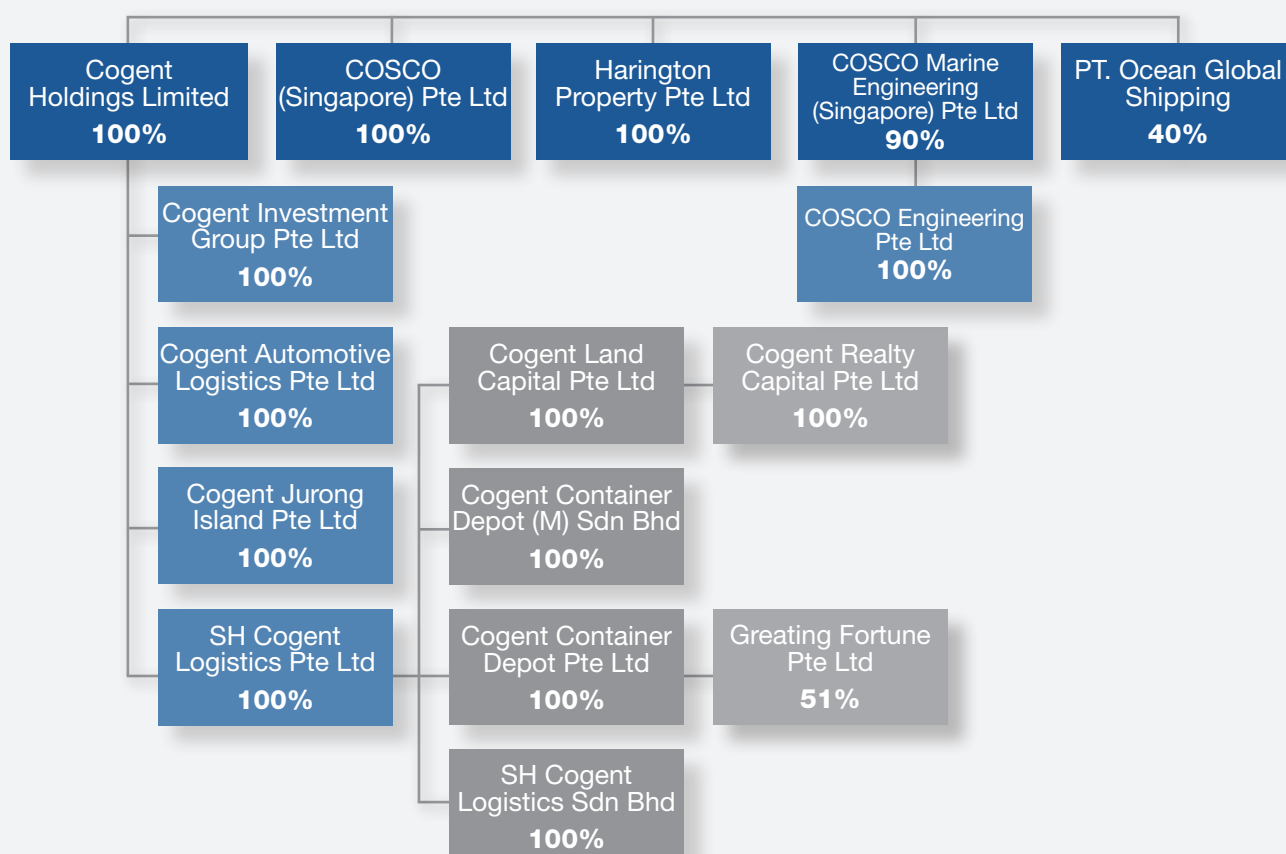 Cogent
Holdings Limited
100%
COSCO
(Singapore) Pte Ltd
100%
Harington
Property Pte Ltd
100%
COSCO Marine
Engineering
(Singapore) Pte Ltd
90%
PT. Ocean Global
Shipping
40%
Cogent Investment
Group Pte Ltd
100%
COSCO Engineering
Pte Ltd
100%
Cogent Automotive
Logistics Pte Ltd
100%
Cogent Land
Capital Pte Ltd
100%
Cogent Realty
Capital Pte Ltd
100%
Cogent Jurong
Island Pte Ltd
100%
Cogent Container
Depot (M) Sdn Bhd
100%
SH Cogent
Logistics Pte Ltd
100%
Cogent Container
Depot Pte Ltd
100%
Greating Fortune
Pte Ltd
51%
SH Cogent
Logistics Sdn Bhd
100%